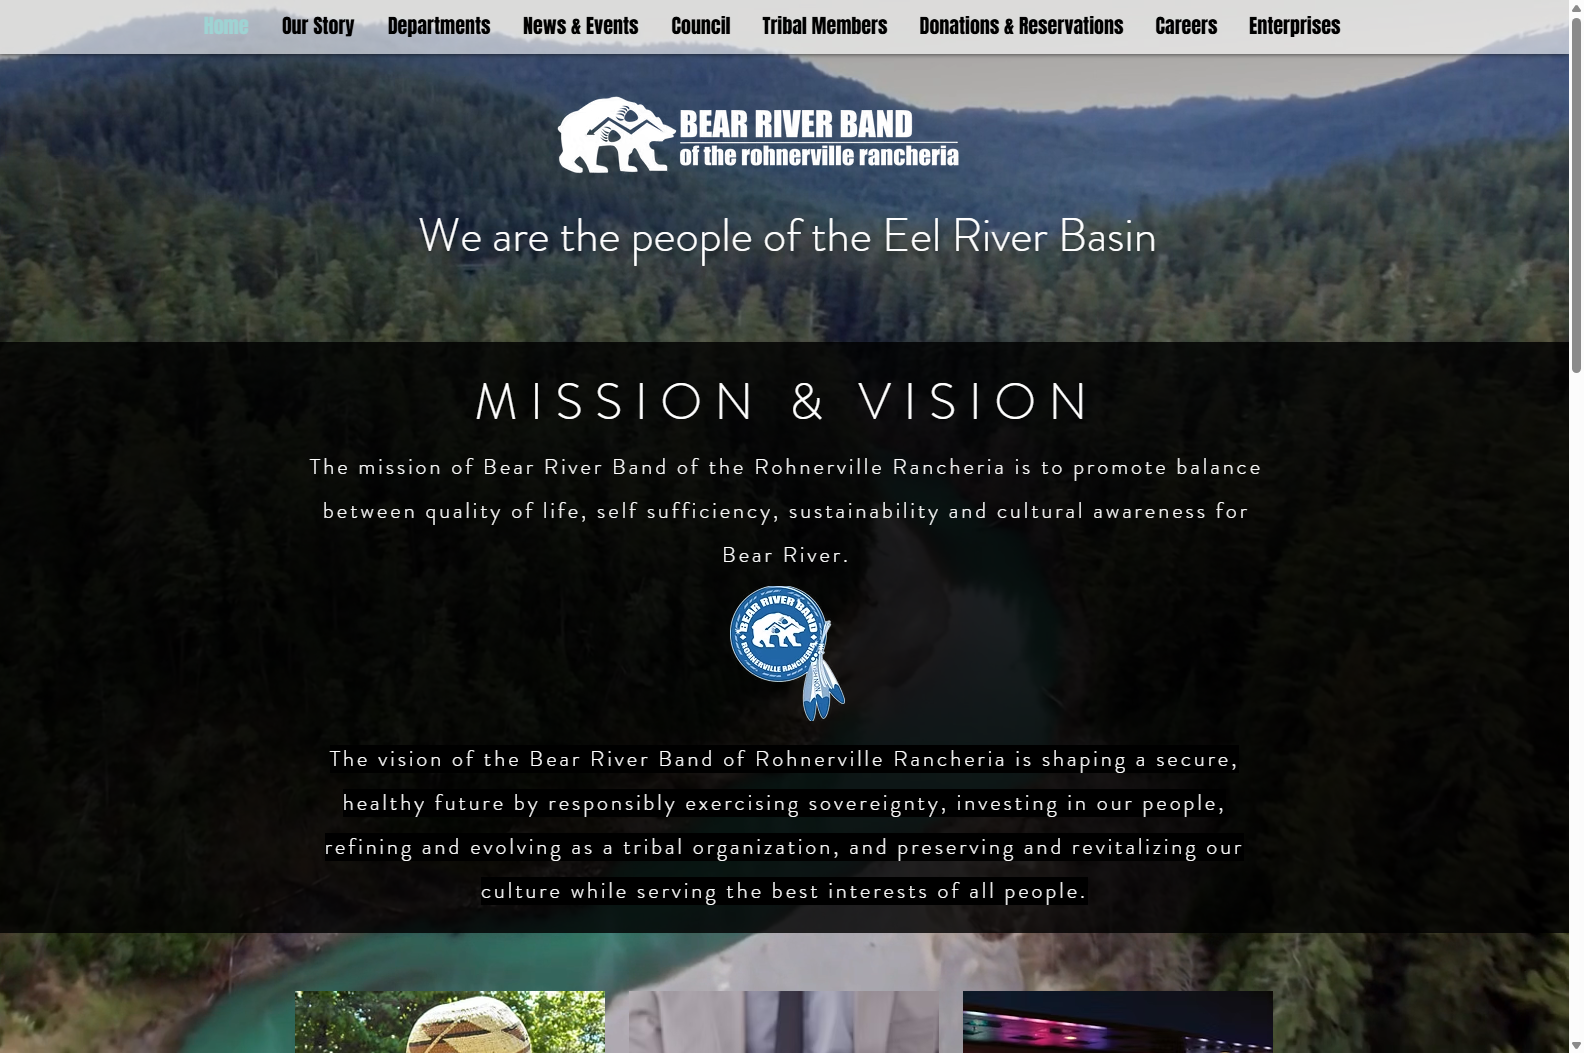 Home Our Story Departments News & Events Council Tribal Members Donations & Reservations Careers Enterprises
BEAR RIVER BAND
of the rohnerville rancheria
We are the people of the Eel River Basin
MISSION & VISION
The mission of Bear River Band of the Rohnerville Rancheria is to promote balance
between quality of life, self sufficiency, sustainability and cultural awareness for
Bear River.
BEAR RIVER BAND
ROHNERVILLE RANCHERIA
The vision of the Bear River Band of Rohnerville Rancheria is shaping a secure,
healthy future by responsibly exercising sovereignty, investing in our people,
refining and evolving as a tribal organization, and preserving and revitalizing our
culture while serving the best interests of all people.